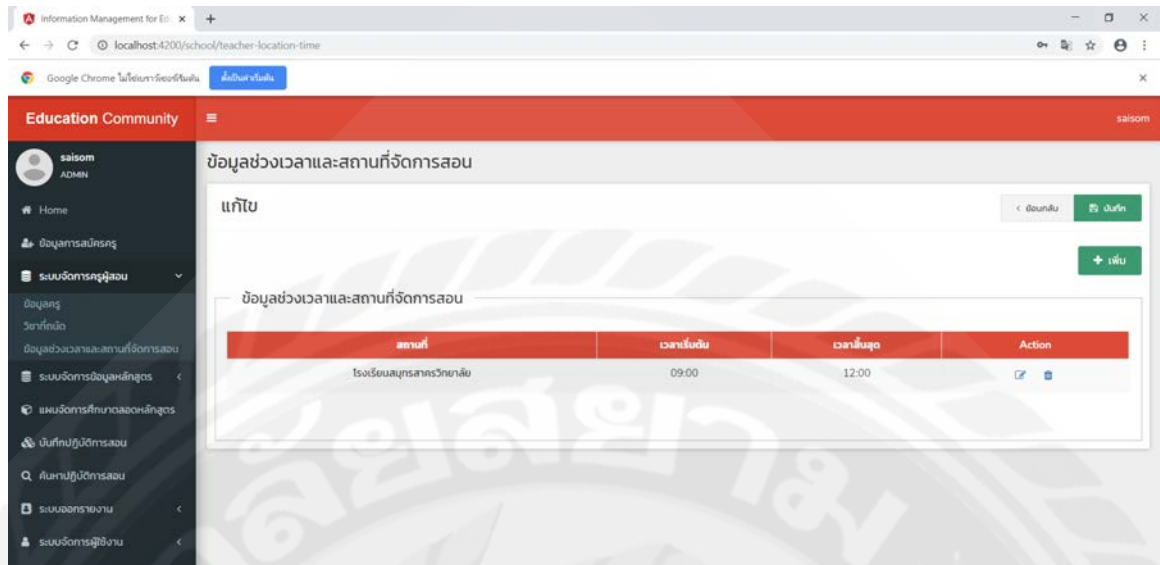 Information Management for Ed
localhost:4200/school/teacher-location-time
Google Chrome ไม่ใช่เบราว์เซอร์เริ่มต้น ตั้งเป็นค่าเริ่มต้น
Education Community saisom
saisom
ADMIN
ข้อมูลช่วงเวลาและสถานที่จัดการสอน
แก้ไข ย้อนกลับ บันทึก
Home
ข้อมูลการสมัครครู
เพิ่ม
ระบบจัดการครูผู้สอน
ข้อมูลครู
วิชาที่ถนัด
ข้อมูลช่วงเวลาและสถานที่จัดการสอน
ข้อมูลช่วงเวลาและสถานที่จัดการสอน
สถานที่ เวลาเริ่มต้น เวลาสิ้นสุด Action
โรงเรียนสมุทรสาครวิทยาลัย 09:00 12:00
ระบบจัดการข้อมูลหลักสูตร
แผนจัดการศึกษาตลอดหลักสูตร
บันทึกปฏิบัติการสอน
ค้นหาปฏิบัติการสอน
ระบบออกรายงาน
ระบบจัดการผู้ใช้งาน